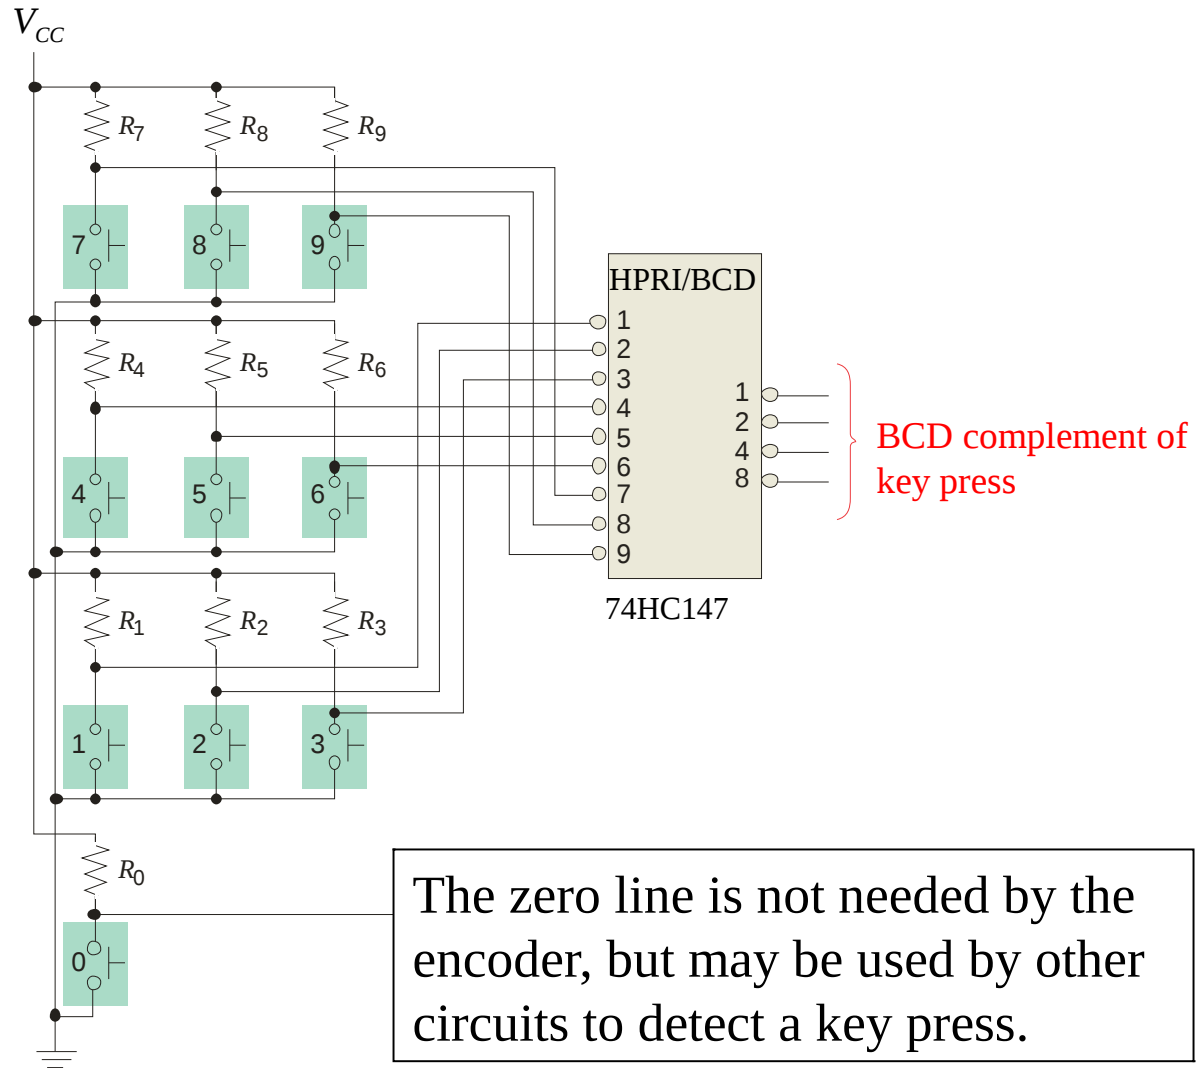 VCC
R7 R8 R9
7 8 9
HPRI/BCD
1
2
3
4
5
6
7
8
9
1
2
4
8
R4 R5 R6
BCD complement of
key press
4 5 6
74HC147
R1 R2 R3
1 2 3
R0
0
The zero line is not needed by the
encoder, but may be used by other
circuits to detect a key press.